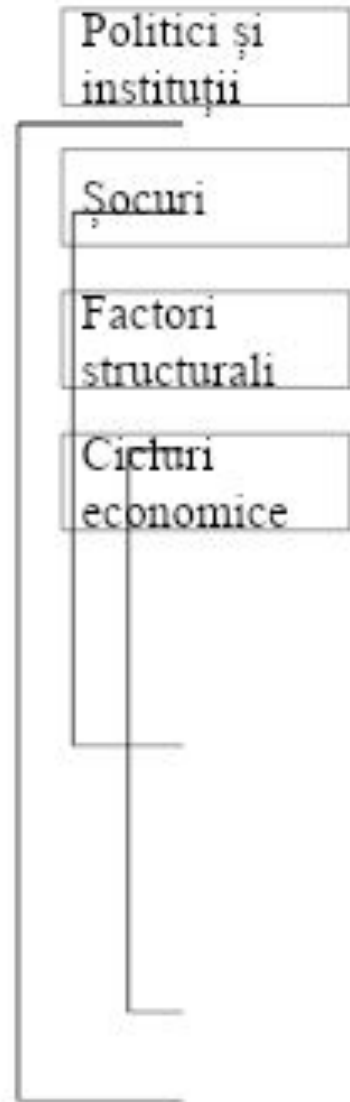 Politici și
instituții
Șocuri
Factori
structurali
Cicluri
economice